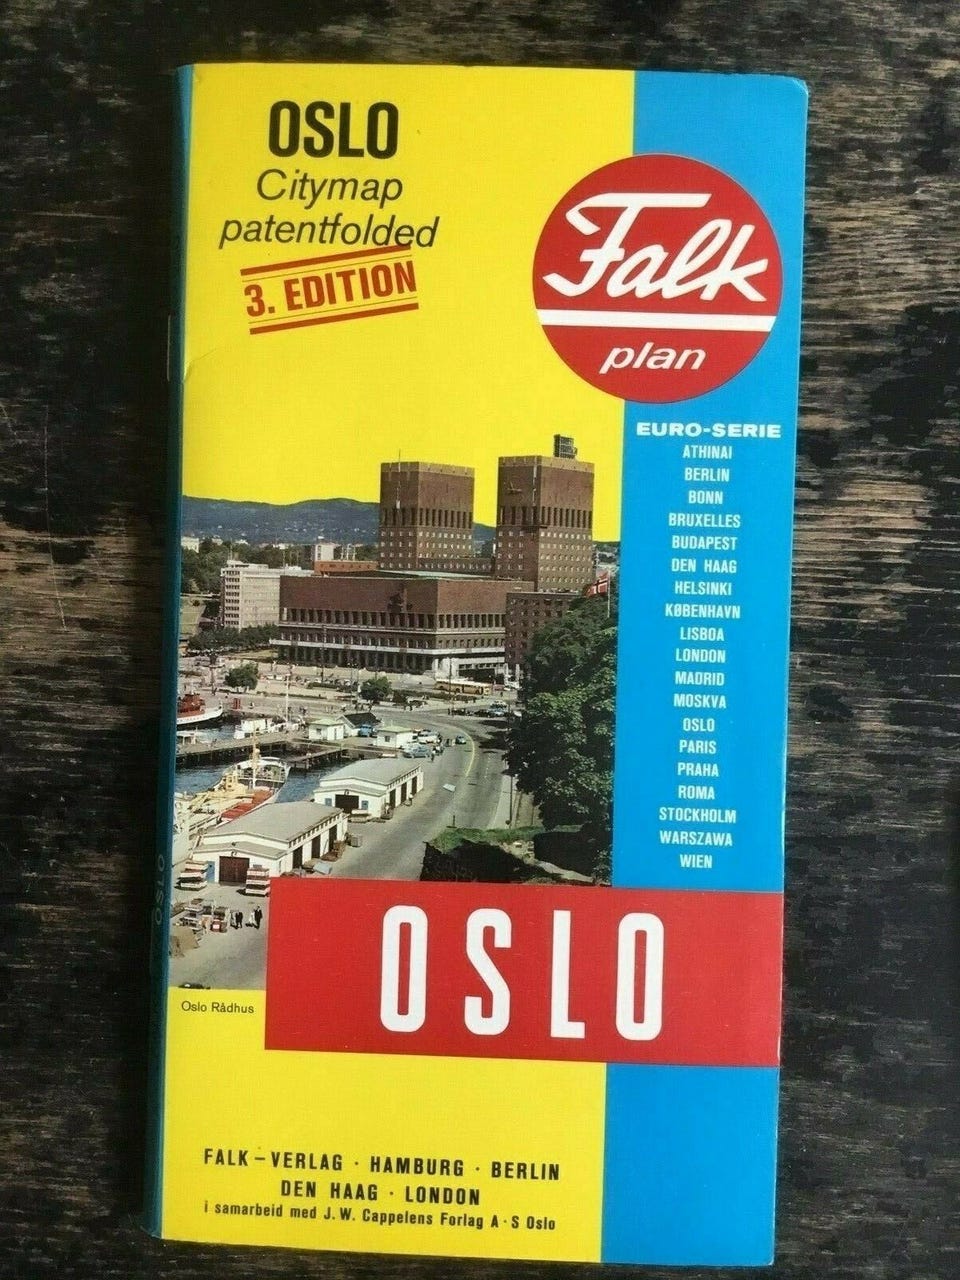 OSLO
Citymap
patentfolded
3. EDITION
Falk
plan
EURO-SERIE
ATHINAI
BERLIN
BONN
BRUXELLES
BUDAPEST
DEN HAAG
HELSINKI
KØBENHAVN
LISBOA
LONDON
MADRID
MOSKVA
OSLO
PARIS
PRAHA
ROMA
STOCKHOLM
WARSZAWA
WIEN
OSLO
OSLO
Oslo Rådhus
FALK–VERLAG · HAMBURG · BERLIN
DEN HAAG · LONDON
i samarbeid med J. W. Cappelens Forlag A·S Oslo